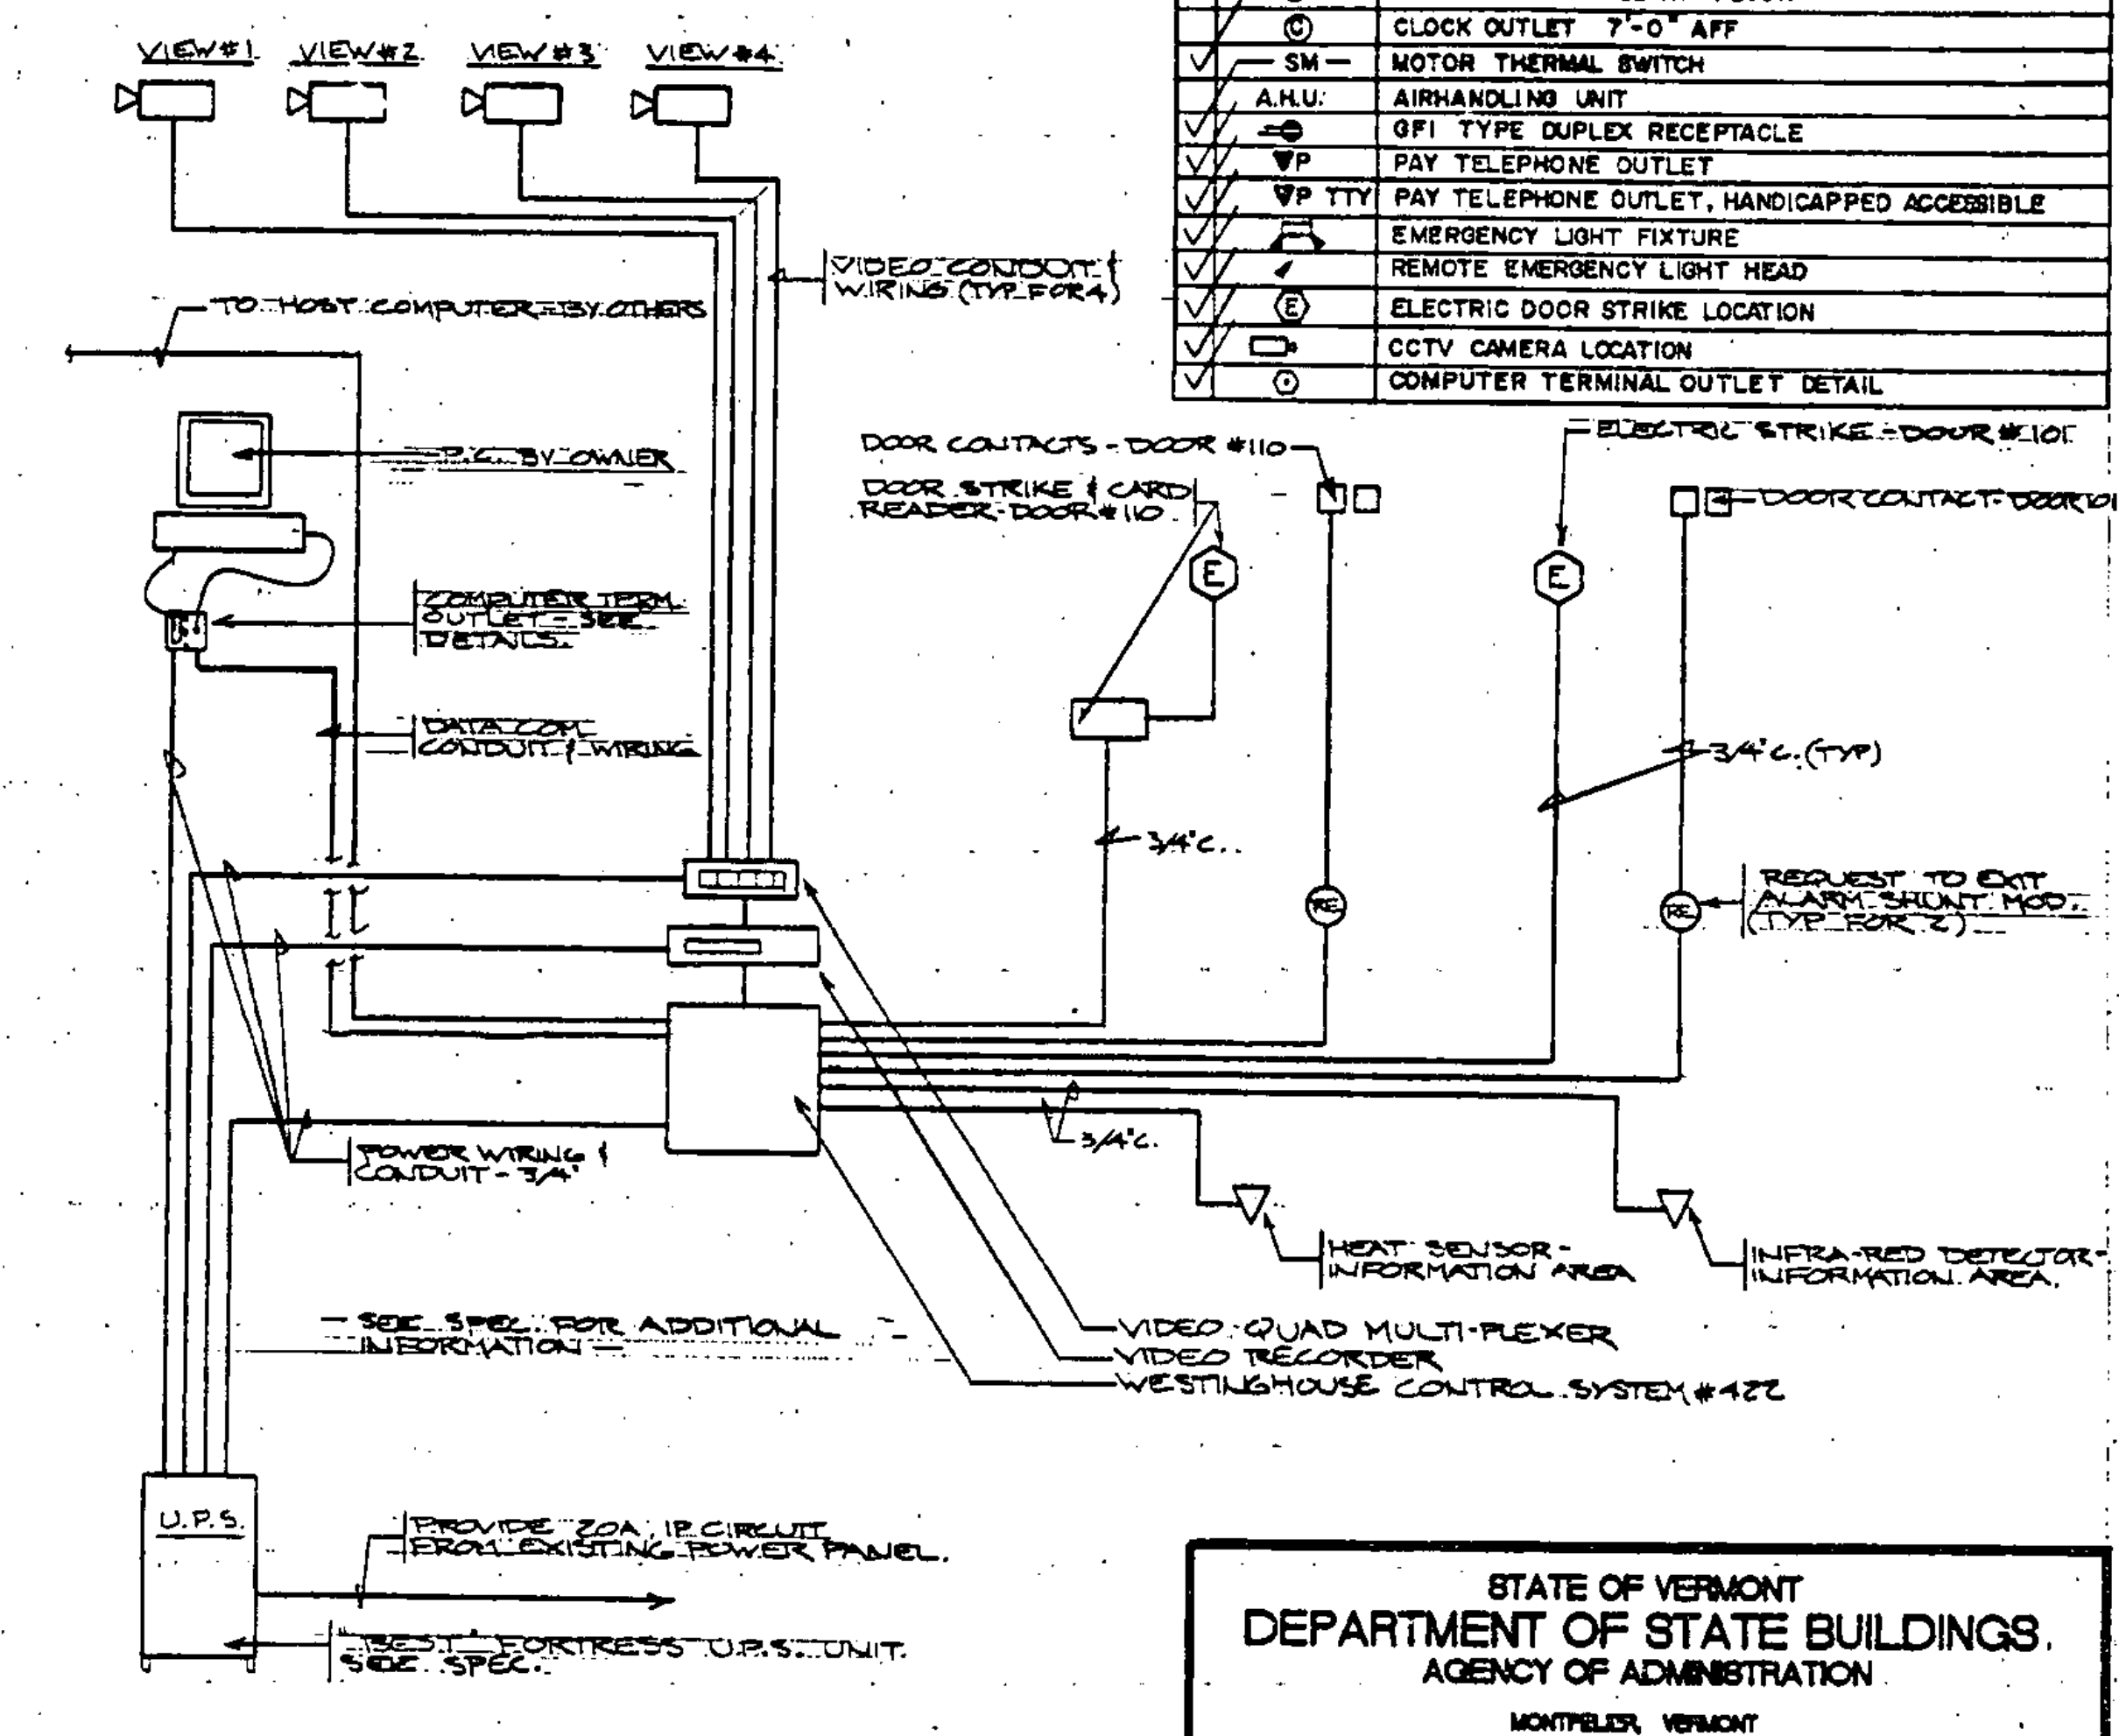 VIEW #1 VIEW #2 VIEW #3 VIEW #4
Ⓒ CLOCK OUTLET 7'-0" AFF
SM MOTOR THERMAL SWITCH
A.H.U. AIRHANDLING UNIT
GFI TYPE DUPLEX RECEPTACLE
P PAY TELEPHONE OUTLET
P TTY PAY TELEPHONE OUTLET, HANDICAPPED ACCESSIBLE
EMERGENCY LIGHT FIXTURE
REMOTE EMERGENCY LIGHT HEAD
E ELECTRIC DOOR STRIKE LOCATION
CCTV CAMERA LOCATION
COMPUTER TERMINAL OUTLET DETAIL
VIDEO CONDUIT &
WIRING (TYP FOR 4)
TO HOST COMPUTER - BY OTHERS
P.C. BY OWNER
COMPUTER TERM.
OUTLET - SEE
DETAILS.
DATA COM.
CONDUIT & WIRING
DOOR CONTACTS - DOOR #110
DOOR STRIKE & CARD
READER - DOOR #110
ELECTRIC STRIKE - DOOR #101
DOOR CONTACT - DOOR 101
E
E
3/4"C.
3/4"C. (TYP)
RE
RE
REQUEST TO EXIT
ALARM SHUNT MOD.
(TYP FOR 2)
POWER WIRING &
CONDUIT - 3/4"
3/4"C.
HEAT SENSOR -
INFORMATION AREA
INFRA-RED DETECTOR -
INFORMATION AREA.
- SEE SPEC. FOR ADDITIONAL
INFORMATION -
VIDEO QUAD MULTI-PLEXER
VIDEO RECORDER
WESTINGHOUSE CONTROL SYSTEM #422
U.P.S.
PROVIDE 20A, 1P CIRCUIT
FROM EXISTING POWER PANEL.
"BEST" FORTRESS U.P.S. UNIT.
SEE SPEC.
STATE OF VERMONT
DEPARTMENT OF STATE BUILDINGS
AGENCY OF ADMINISTRATION
MONTPELIER, VERMONT